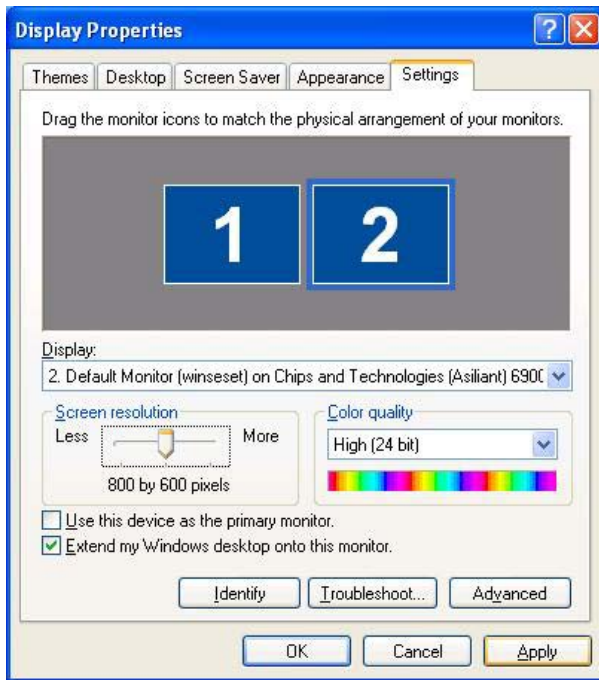 Display Properties
Themes Desktop Screen Saver Appearance Settings
Drag the monitor icons to match the physical arrangement of your monitors.
1 2
Display:
2. Default Monitor (winseset) on Chips and Technologies (Asiliant) 6900
Screen resolution
Less More
800 by 600 pixels
Color quality
High (24 bit)
Use this device as the primary monitor.
Extend my Windows desktop onto this monitor.
Identify Troubleshoot... Advanced
OK Cancel Apply